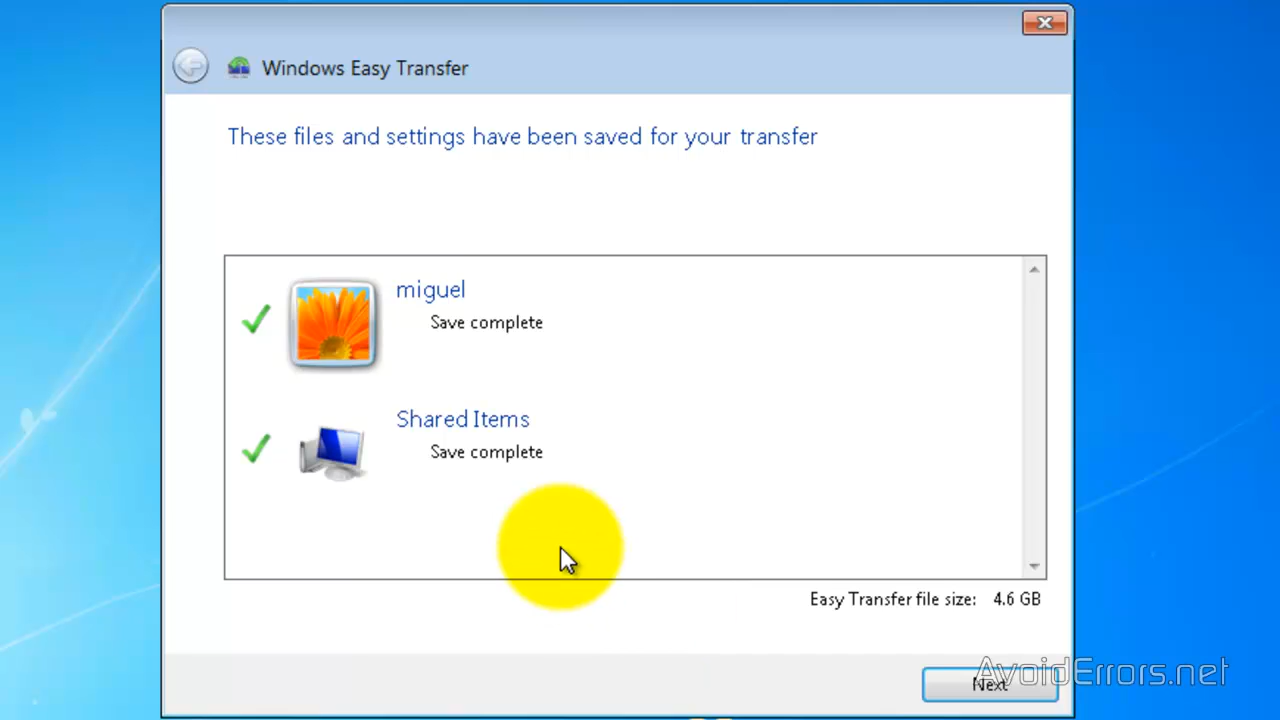 Windows Easy Transfer
These files and settings have been saved for your transfer
miguel
Save complete
Shared Items
Save complete
Easy Transfer file size: 4.6 GB
AvoidErrors.net
Next